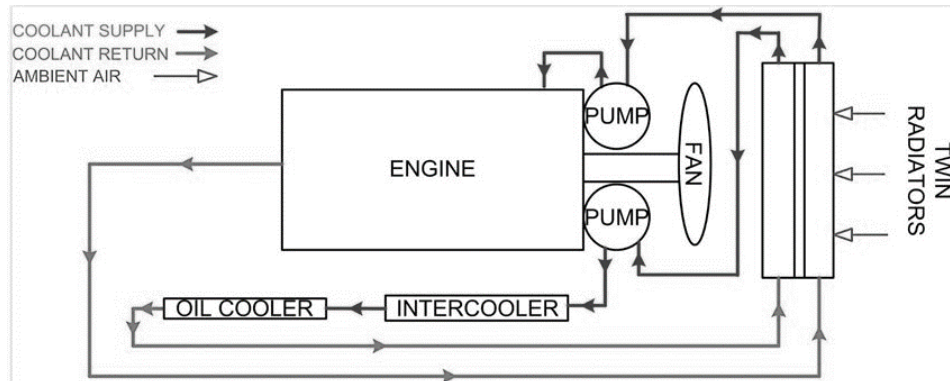 COOLANT SUPPLY
COOLANT RETURN
AMBIENT AIR
PUMP
ENGINE
FAN
PUMP
TWIN
RADIATORS
OIL COOLER
INTERCOOLER